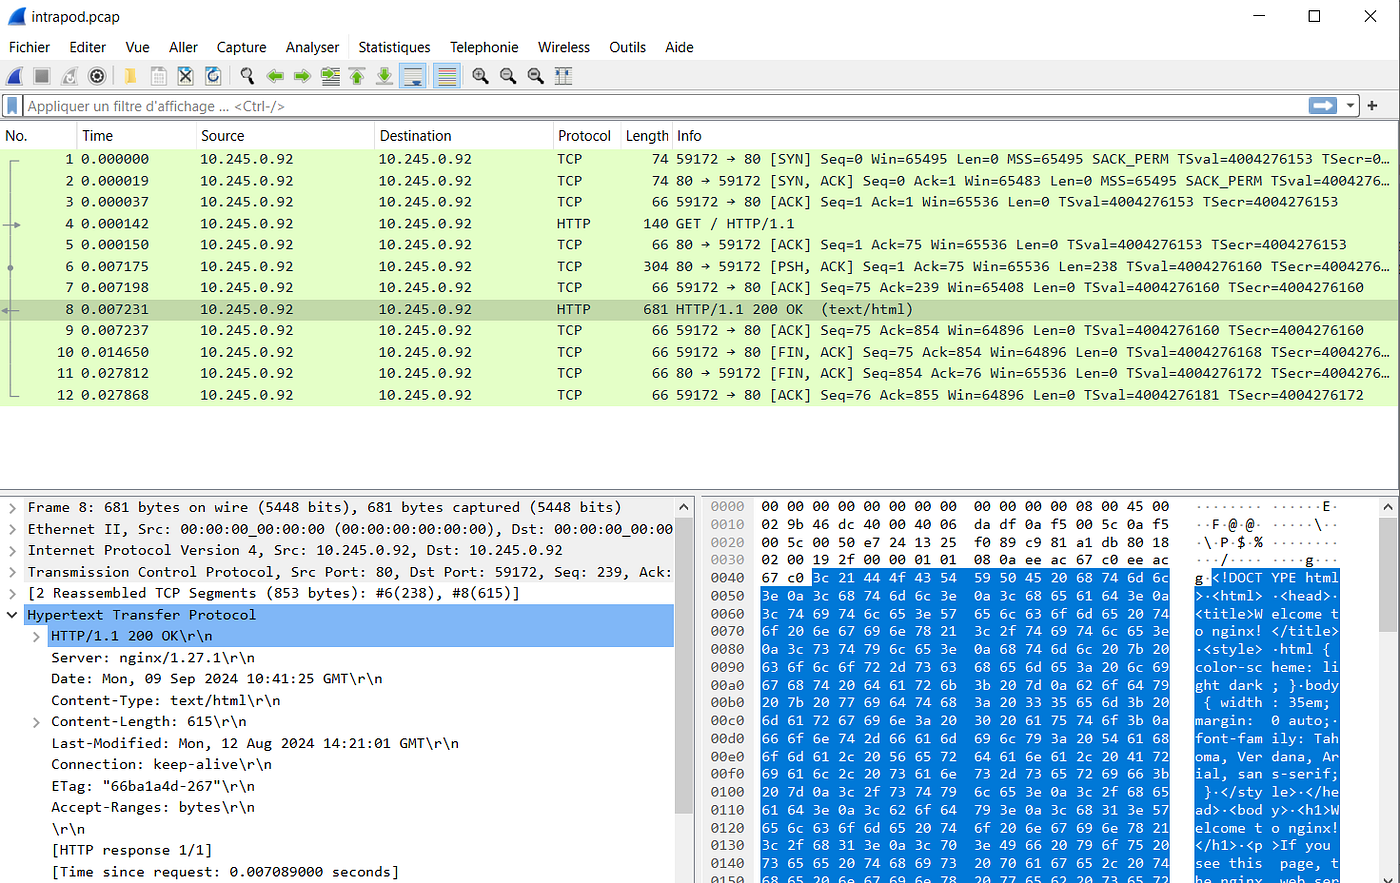 intrapod.pcap
Fichier Editer Vue Aller Capture Analyser Statistiques Telephonie Wireless Outils Aide
Appliquer un filtre d'affichage ... <Ctrl-/>
No. Time Source Destination Protocol Length Info
1 0.000000 10.245.0.92 10.245.0.92 TCP 74 59172 → 80 [SYN] Seq=0 Win=65495 Len=0 MSS=65495 SACK_PERM TSval=4004276153 TSecr=0…
2 0.000019 10.245.0.92 10.245.0.92 TCP 74 80 → 59172 [SYN, ACK] Seq=0 Ack=1 Win=65483 Len=0 MSS=65495 SACK_PERM TSval=4004276…
3 0.000037 10.245.0.92 10.245.0.92 TCP 66 59172 → 80 [ACK] Seq=1 Ack=1 Win=65536 Len=0 TSval=4004276153 TSecr=4004276153
4 0.000142 10.245.0.92 10.245.0.92 HTTP 140 GET / HTTP/1.1
5 0.000150 10.245.0.92 10.245.0.92 TCP 66 80 → 59172 [ACK] Seq=1 Ack=75 Win=65536 Len=0 TSval=4004276153 TSecr=4004276153
6 0.007175 10.245.0.92 10.245.0.92 TCP 304 80 → 59172 [PSH, ACK] Seq=1 Ack=75 Win=65536 Len=238 TSval=4004276160 TSecr=4004276…
7 0.007198 10.245.0.92 10.245.0.92 TCP 66 59172 → 80 [ACK] Seq=75 Ack=239 Win=65408 Len=0 TSval=4004276160 TSecr=4004276160
8 0.007231 10.245.0.92 10.245.0.92 HTTP 681 HTTP/1.1 200 OK  (text/html)
9 0.007237 10.245.0.92 10.245.0.92 TCP 66 59172 → 80 [ACK] Seq=75 Ack=854 Win=64896 Len=0 TSval=4004276160 TSecr=4004276160
10 0.014650 10.245.0.92 10.245.0.92 TCP 66 59172 → 80 [FIN, ACK] Seq=75 Ack=854 Win=64896 Len=0 TSval=4004276168 TSecr=4004276…
11 0.027812 10.245.0.92 10.245.0.92 TCP 66 80 → 59172 [FIN, ACK] Seq=854 Ack=76 Win=65536 Len=0 TSval=4004276172 TSecr=4004276…
12 0.027868 10.245.0.92 10.245.0.92 TCP 66 59172 → 80 [ACK] Seq=76 Ack=855 Win=64896 Len=0 TSval=4004276181 TSecr=4004276172
Frame 8: 681 bytes on wire (5448 bits), 681 bytes captured (5448 bits)
Ethernet II, Src: 00:00:00_00:00:00 (00:00:00:00:00:00), Dst: 00:00:00_00:00
Internet Protocol Version 4, Src: 10.245.0.92, Dst: 10.245.0.92
Transmission Control Protocol, Src Port: 80, Dst Port: 59172, Seq: 239, Ack:
[2 Reassembled TCP Segments (853 bytes): #6(238), #8(615)]
Hypertext Transfer Protocol
HTTP/1.1 200 OK\r\n
Server: nginx/1.27.1\r\n
Date: Mon, 09 Sep 2024 10:41:25 GMT\r\n
Content-Type: text/html\r\n
Content-Length: 615\r\n
Last-Modified: Mon, 12 Aug 2024 14:21:01 GMT\r\n
Connection: keep-alive\r\n
ETag: "66ba1a4d-267"\r\n
Accept-Ranges: bytes\r\n
\r\n
[HTTP response 1/1]
[Time since request: 0.007089000 seconds]
0000 00 00 00 00 00 00 00 00 00 00 00 00 08 00 45 00 ········ ······E·
0010 02 9b 46 dc 40 00 40 06 da df 0a f5 00 5c 0a f5 ··F·@·@· ·····\··
0020 00 5c 00 50 e7 24 13 25 f0 89 c9 81 a1 db 80 18 ·\·P·$·% ········
0030 02 00 19 2f 00 00 01 01 08 0a ee ac 67 c0 ee ac ···/···· ····g···
0040 67 c0 3c 21 44 4f 43 54 59 50 45 20 68 74 6d 6c g·<!DOCT YPE html
0050 3e 0a 3c 68 74 6d 6c 3e 0a 3c 68 65 61 64 3e 0a >·<html> ·<head>·
0060 3c 74 69 74 6c 65 3e 57 65 6c 63 6f 6d 65 20 74 <title>W elcome t
0070 6f 20 6e 67 69 6e 78 21 3c 2f 74 69 74 6c 65 3e o nginx! </title>
0080 0a 3c 73 74 79 6c 65 3e 0a 68 74 6d 6c 20 7b 20 ·<style> ·html {
0090 63 6f 6c 6f 72 2d 73 63 68 65 6d 65 3a 20 6c 69 color-sc heme: li
00a0 67 68 74 20 64 61 72 6b 3b 20 7d 0a 62 6f 64 79 ght dark ; }·body
00b0 20 7b 20 77 69 64 74 68 3a 20 33 35 65 6d 3b 20 { width : 35em;
00c0 6d 61 72 67 69 6e 3a 20 30 20 61 75 74 6f 3b 0a margin: 0 auto;·
00d0 66 6f 6e 74 2d 66 61 6d 69 6c 79 3a 20 54 61 68 font-fam ily: Tah
00e0 6f 6d 61 2c 20 56 65 72 64 61 6e 61 2c 20 41 72 oma, Ver dana, Ar
00f0 69 61 6c 2c 20 73 61 6e 73 2d 73 65 72 69 66 3b ial, san s-serif;
0100 20 7d 0a 3c 2f 73 74 79 6c 65 3e 0a 3c 2f 68 65 }·</sty le>·</he
0110 61 64 3e 0a 3c 62 6f 64 79 3e 0a 3c 68 31 3e 57 ad>·<bod y>·<h1>W
0120 65 6c 63 6f 6d 65 20 74 6f 20 6e 67 69 6e 78 21 elcome t o nginx!
0130 3c 2f 68 31 3e 0a 3c 70 3e 49 66 20 79 6f 75 20 </h1>·<p >If you
0140 73 65 65 20 74 68 69 73 20 70 61 67 65 2c 20 74 see this page, t
0150 68 65 20 6e 67 69 6e 78 20 77 65 62 20 73 65 72 he nginx web ser